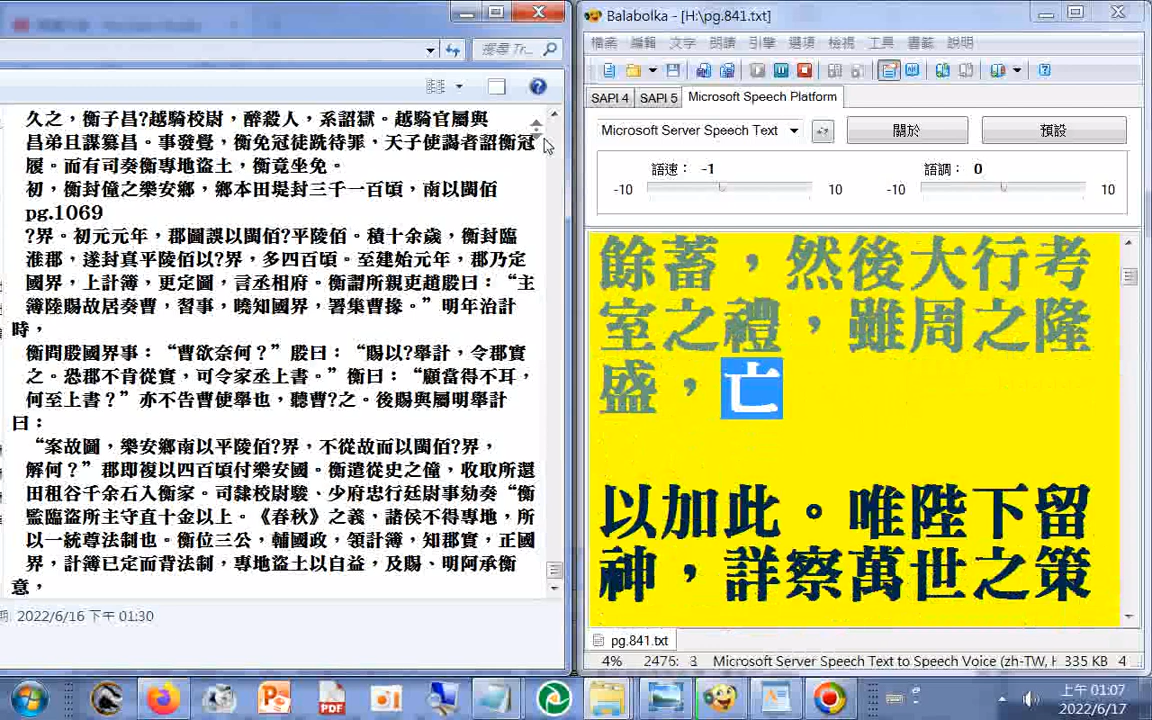 搜尋 Th...
久之，衡子昌?越騎校尉，醉殺人，系詔獄。越騎官屬與
昌弟且謀篡昌。事發覺，衡免冠徒跣待罪，天子使謁者詔衡冠
履。而有司奏衡專地盜土，衡竟坐免。
初，衡封僮之樂安鄉，鄉本田堤封三千一百頃，南以閩佰
pg.1069
?界。初元元年，郡圖誤以閩佰?平陵佰。積十余歲，衡封臨
淮郡，遂封真平陵佰以?界，多四百頃。至建始元年，郡乃定
國界，上計簿，更定圖，言丞相府。衡謂所親吏趙殷曰：“主
簿陸賜故居奏曹，習事，曉知國界，署集曹掾。”明年治計
時，
衡問殷國界事：“曹欲奈何？”殷曰：“賜以?舉計，令郡實
之。恐郡不肯從實，可令家丞上書。”衡曰：“顧當得不耳，
何至上書？”亦不告曹使舉也，聽曹?之。後賜與屬明舉計
曰：
“案故圖，樂安鄉南以平陵佰?界，不從故而以閩佰?界，
解何？”郡即複以四百頃付樂安國。衡遣從史之僮，收取所還
田租谷千余石入衡家。司隸校尉駿、少府忠行廷尉事劾奏“衡
監臨盜所主守直十金以上。《春秋》之義，諸侯不得專地，所
以一統尊法制也。衡位三公，輔國政，領計簿，知郡實，正國
界，計簿已定而背法制，專地盜土以自益，及賜、明阿承衡
意，
2022/6/16 下午 01:30
Balabolka - [H:\pg.841.txt]
檔案 編輯 文字 朗讀 引擎 選項 檢視 工具 書籤 說明
SAPI 4 SAPI 5 Microsoft Speech Platform
Microsoft Server Speech Text 關於 預設
語速： -1 語調： 0
-10 10 -10 10
餘蓄，然後大行考
室之禮，雖周之隆
盛，亡
以加此。唯陛下留
神，詳察萬世之策
pg.841.txt
4% 2475: 3 Microsoft Server Speech Text to Speech Voice (zh-TW, H 335 KB 4
上午 01:07
2022/6/17